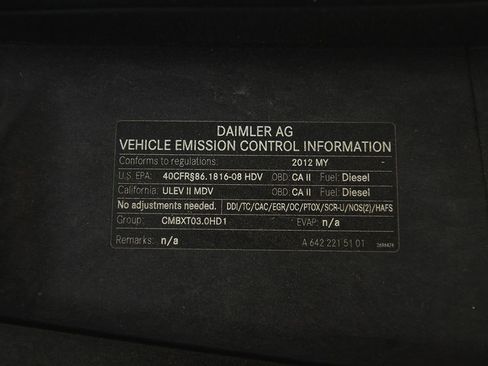 DAIMLER AG
VEHICLE EMISSION CONTROL INFORMATION
Conforms to regulations: 2012 MY -
U.S. EPA: 40CFR§86.1816-08 HDV OBD: CA II Fuel: Diesel
California: ULEV II MDV OBD: CA II Fuel: Diesel
No adjustments needed. DDI/TC/CAC/EGR/OC/PTOX/SCR-U/NOS(2)/HAFS
Group: CMBXT03.0HD1 EVAP: n/a
Remarks: n/a A 642 221 51 01